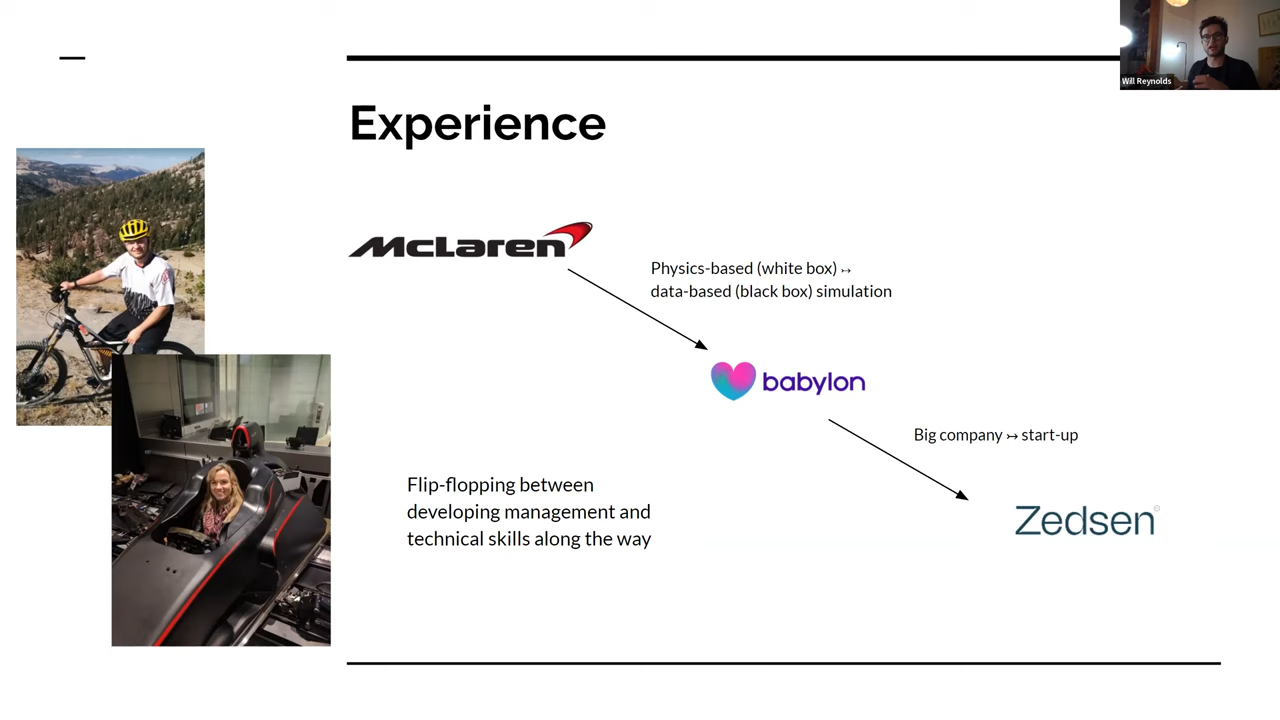 Will Reynolds
Experience
McLaren
Physics-based (white box) ↣
data-based (black box) simulation
babylon
Big company ↣ start-up
Flip-flopping between
developing management and
technical skills along the way
Zedsen